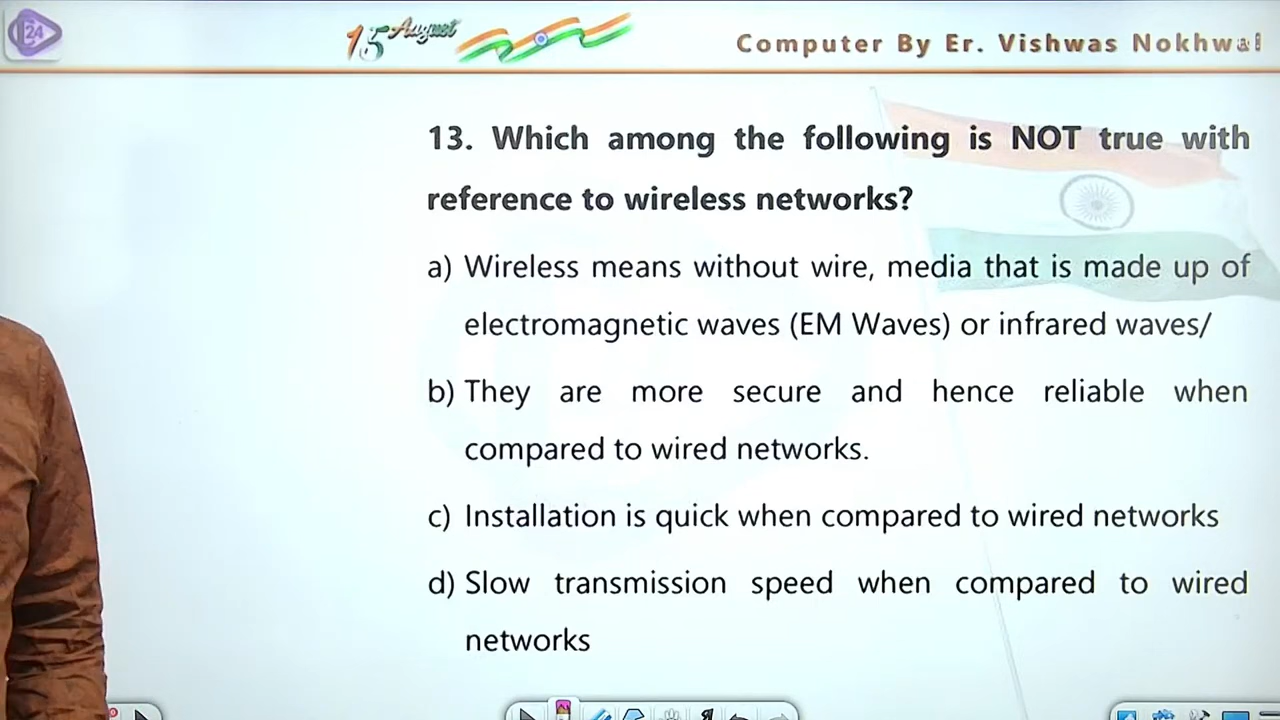 24
15 August
Computer By Er. Vishwas Nokhwal
13. Which among the following is NOT true with
reference to wireless networks?
a) Wireless means without wire, media that is made up of
electromagnetic waves (EM Waves) or infrared waves/
b) They are more secure and hence reliable when
compared to wired networks.
c) Installation is quick when compared to wired networks
d) Slow transmission speed when compared to wired
networks